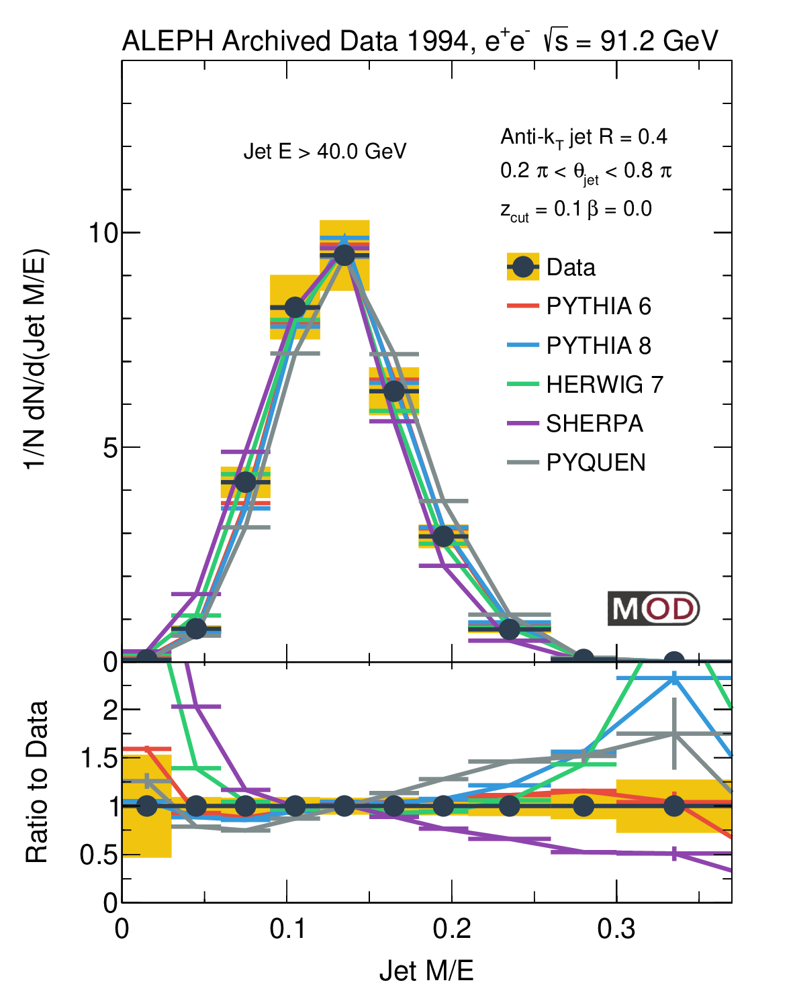 ALEPH Archived Data 1994, e⁺e⁻ √s = 91.2 GeV
Jet E > 40.0 GeV
Anti-k_T jet R = 0.4
0.2 π < θ_jet < 0.8 π
z_cut = 0.1 β = 0.0
Data
PYTHIA 6
PYTHIA 8
HERWIG 7
SHERPA
PYQUEN
MOD
1/N dN/d(Jet M/E)
10
5
0
Ratio to Data
2
1.5
1
0.5
0
0 0.1 0.2 0.3
Jet M/E